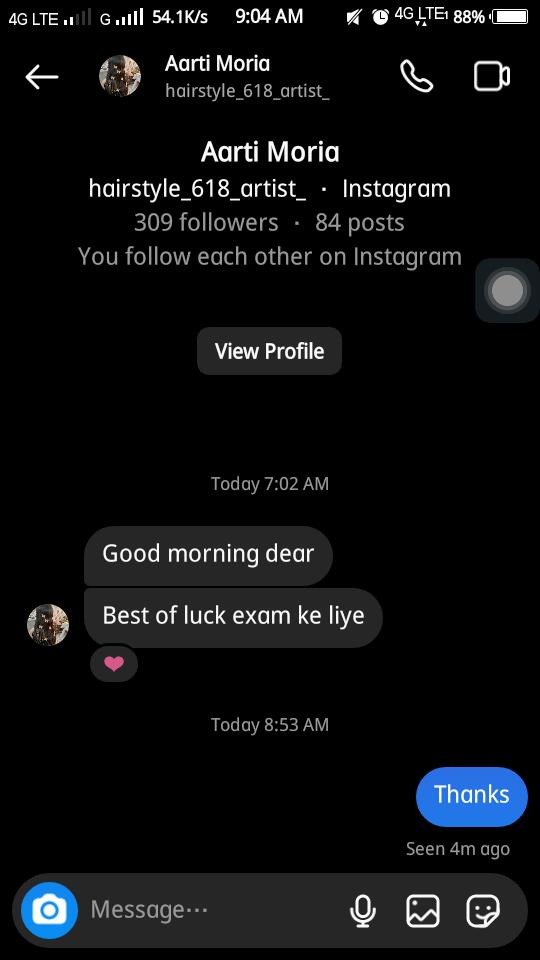 4G LTE G 54.1K/s 9:04 AM 4G LTE 88%
Aarti Moria
hairstyle_618_artist_
Aarti Moria
hairstyle_618_artist_ · Instagram
309 followers · 84 posts
You follow each other on Instagram
View Profile
Today 7:02 AM
Good morning dear
Best of luck exam ke liye
Today 8:53 AM
Thanks
Seen 4m ago
Message...